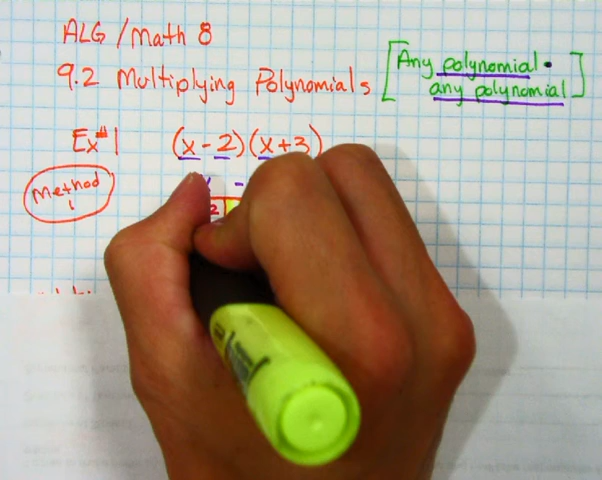 ALG / Math 8
9.2 Multiplying Polynomials
[Any polynomial •
any polynomial]
Ex#1 (x - 2)(x + 3)
Method
1